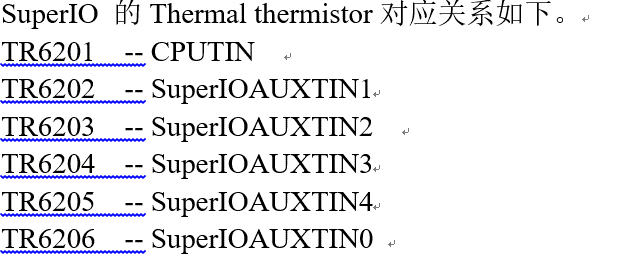 SuperIO 的 Thermal thermistor 对应关系如下。
TR6201 -- CPUTIN
TR6202 -- SuperIOAUXTIN1
TR6203 -- SuperIOAUXTIN2
TR6204 -- SuperIOAUXTIN3
TR6205 -- SuperIOAUXTIN4
TR6206 -- SuperIOAUXTIN0